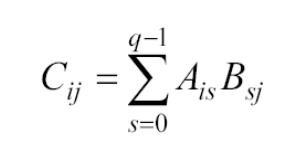 C_{ij} = \sum_{s=0}^{q-1} A_{is} B_{sj}